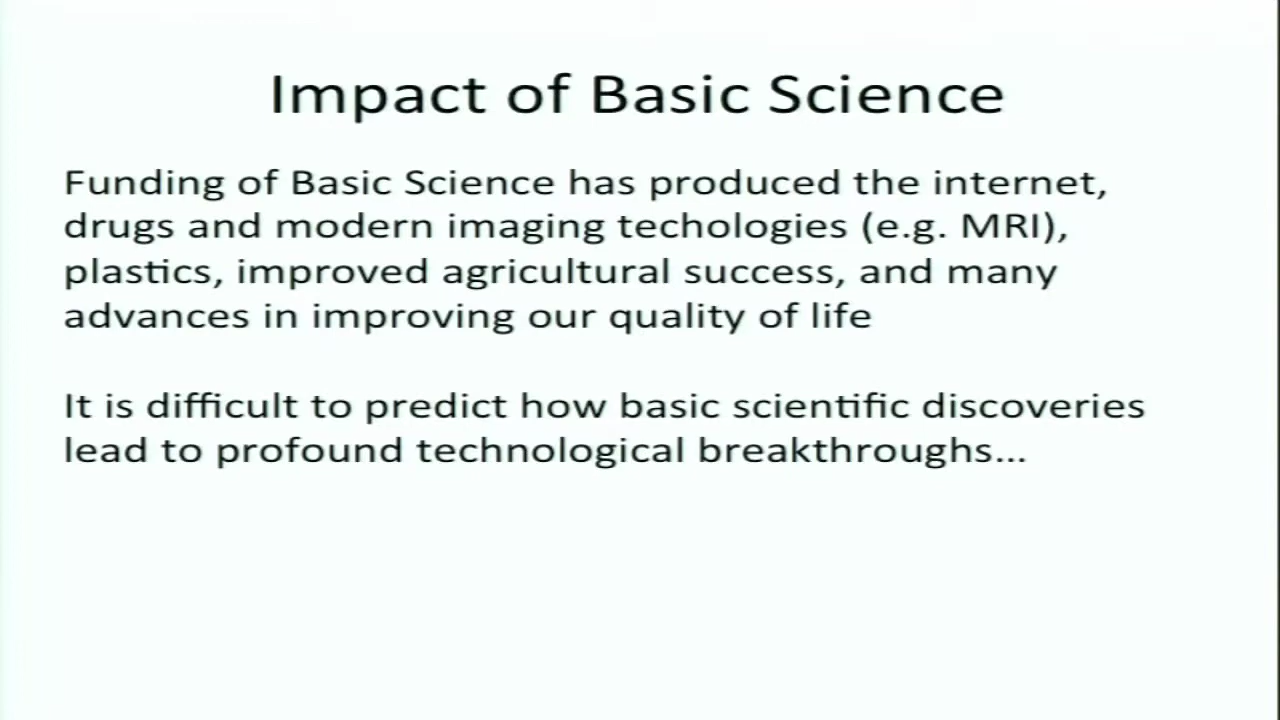 Impact of Basic Science
Funding of Basic Science has produced the internet,
drugs and modern imaging techologies (e.g. MRI),
plastics, improved agricultural success, and many
advances in improving our quality of life
It is difficult to predict how basic scientific discoveries
lead to profound technological breakthroughs...